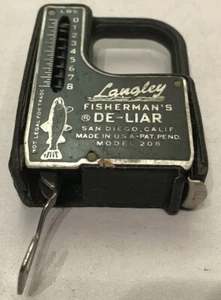 LBS.
0
1
2
3
4
5
6
7
8
NOT LEGAL FOR TRADE
Langley
FISHERMAN'S
® DE-LIAR
SAN DIEGO, CALIF.
MADE IN U.S.A.-PAT. PEND.
MODEL 208